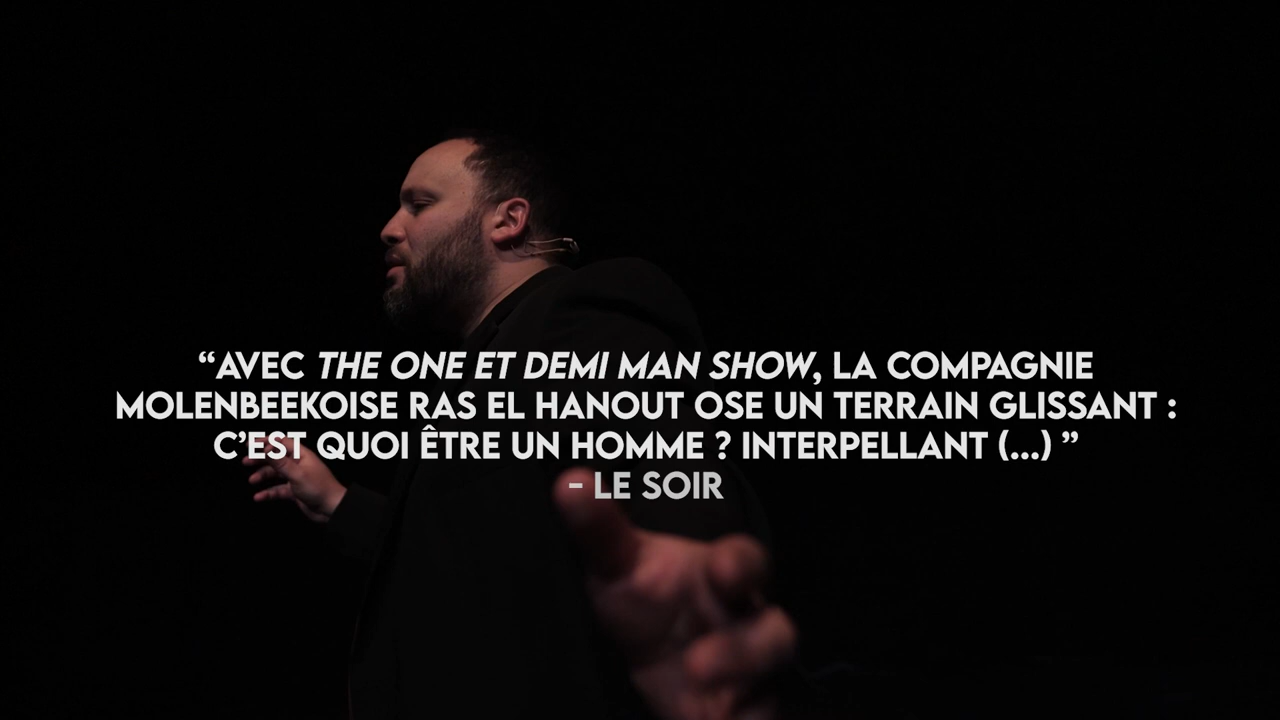 “AVEC THE ONE ET DEMI MAN SHOW, LA COMPAGNIE
MOLENBEEKOISE RAS EL HANOUT OSE UN TERRAIN GLISSANT :
C’EST QUOI ÊTRE UN HOMME ? INTERPELLANT (...) ”
- LE SOIR